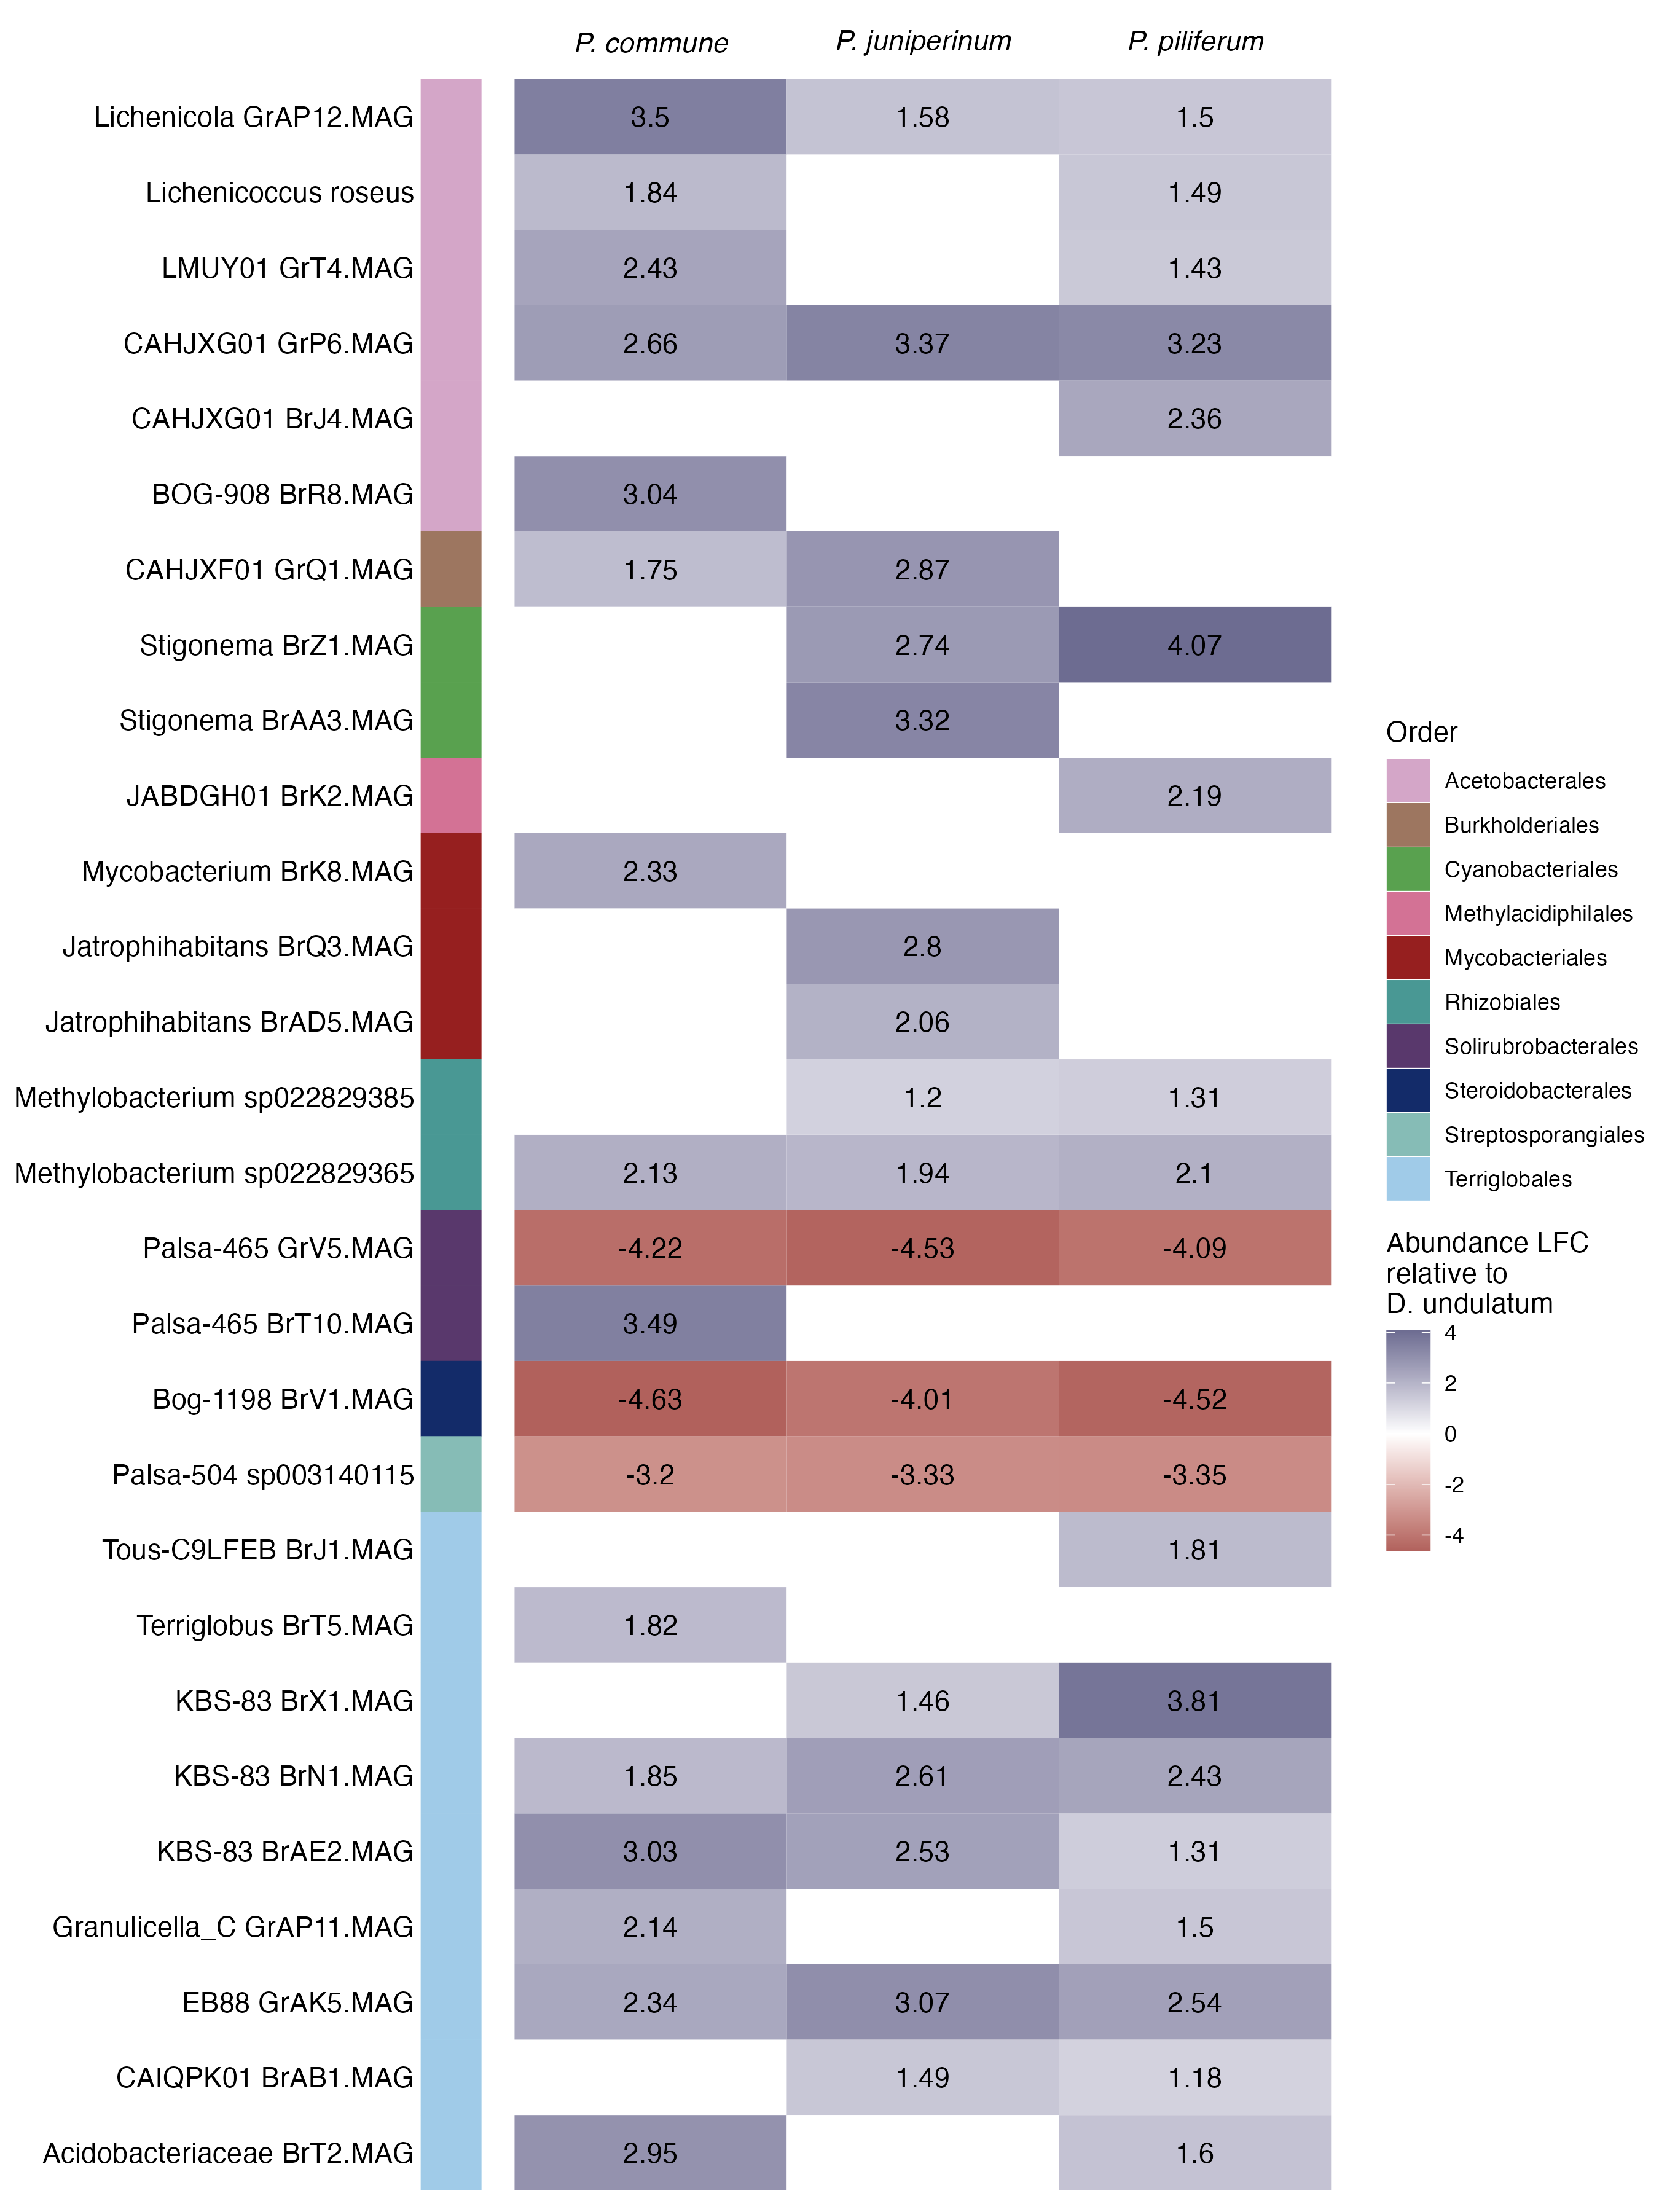 P. commune P. juniperinum P. piliferum
Lichenicola GrAP12.MAG 3.5 1.58 1.5
Lichenicoccus roseus 1.84 1.49
LMUY01 GrT4.MAG 2.43 1.43
CAHJXG01 GrP6.MAG 2.66 3.37 3.23
CAHJXG01 BrJ4.MAG 2.36
BOG-908 BrR8.MAG 3.04
CAHJXF01 GrQ1.MAG 1.75 2.87
Stigonema BrZ1.MAG 2.74 4.07
Stigonema BrAA3.MAG 3.32
JABDGH01 BrK2.MAG 2.19
Mycobacterium BrK8.MAG 2.33
Jatrophihabitans BrQ3.MAG 2.8
Jatrophihabitans BrAD5.MAG 2.06
Methylobacterium sp022829385 1.2 1.31
Methylobacterium sp022829365 2.13 1.94 2.1
Palsa-465 GrV5.MAG -4.22 -4.53 -4.09
Palsa-465 BrT10.MAG 3.49
Bog-1198 BrV1.MAG -4.63 -4.01 -4.52
Palsa-504 sp003140115 -3.2 -3.33 -3.35
Tous-C9LFEB BrJ1.MAG 1.81
Terriglobus BrT5.MAG 1.82
KBS-83 BrX1.MAG 1.46 3.81
KBS-83 BrN1.MAG 1.85 2.61 2.43
KBS-83 BrAE2.MAG 3.03 2.53 1.31
Granulicella_C GrAP11.MAG 2.14 1.5
EB88 GrAK5.MAG 2.34 3.07 2.54
CAIQPK01 BrAB1.MAG 1.49 1.18
Acidobacteriaceae BrT2.MAG 2.95 1.6
Order
Acetobacterales
Burkholderiales
Cyanobacteriales
Methylacidiphilales
Mycobacteriales
Rhizobiales
Solirubrobacterales
Steroidobacterales
Streptosporangiales
Terriglobales
Abundance LFC
relative to
D. undulatum
4
2
0
-2
-4